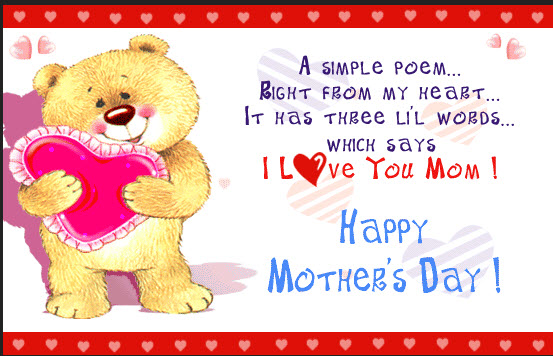 A simple poem...
Right from my heart...
It has three li'l words...
which says
I Love You Mom !
Happy
Mother's Day !